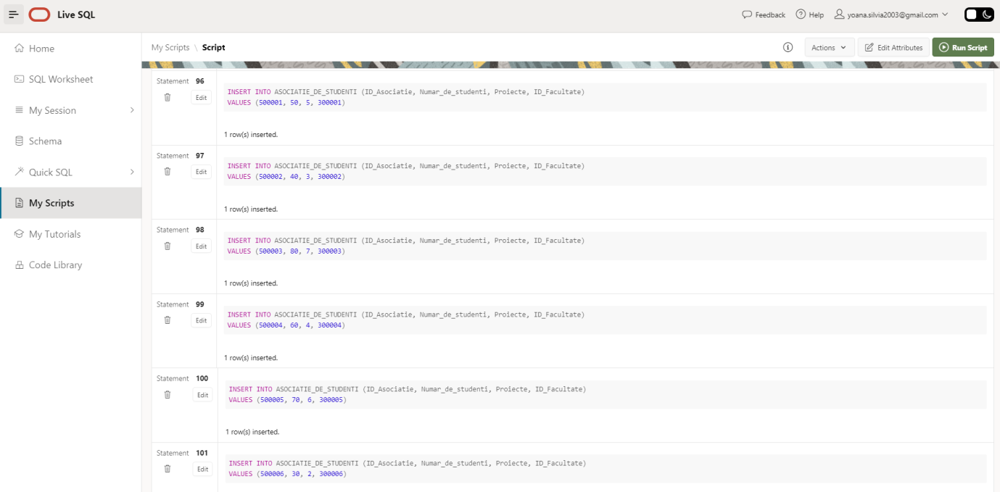 Live SQL
Feedback
Help
yoana.silvia2003@gmail.com
Home
SQL Worksheet
My Session
Schema
Quick SQL
My Scripts
My Tutorials
Code Library
My Scripts \ Script
Actions
Edit Attributes
Run Script
Statement 96
Edit
INSERT INTO ASOCIATIE_DE_STUDENTI (ID_Asociatie, Numar_de_studenti, Proiecte, ID_Facultate)
VALUES (500001, 50, 5, 300001)
1 row(s) inserted.
Statement 97
Edit
INSERT INTO ASOCIATIE_DE_STUDENTI (ID_Asociatie, Numar_de_studenti, Proiecte, ID_Facultate)
VALUES (500002, 40, 3, 300002)
1 row(s) inserted.
Statement 98
Edit
INSERT INTO ASOCIATIE_DE_STUDENTI (ID_Asociatie, Numar_de_studenti, Proiecte, ID_Facultate)
VALUES (500003, 80, 7, 300003)
1 row(s) inserted.
Statement 99
Edit
INSERT INTO ASOCIATIE_DE_STUDENTI (ID_Asociatie, Numar_de_studenti, Proiecte, ID_Facultate)
VALUES (500004, 60, 4, 300004)
1 row(s) inserted.
Statement 100
Edit
INSERT INTO ASOCIATIE_DE_STUDENTI (ID_Asociatie, Numar_de_studenti, Proiecte, ID_Facultate)
VALUES (500005, 70, 6, 300005)
1 row(s) inserted.
Statement 101
Edit
INSERT INTO ASOCIATIE_DE_STUDENTI (ID_Asociatie, Numar_de_studenti, Proiecte, ID_Facultate)
VALUES (500006, 30, 2, 300006)